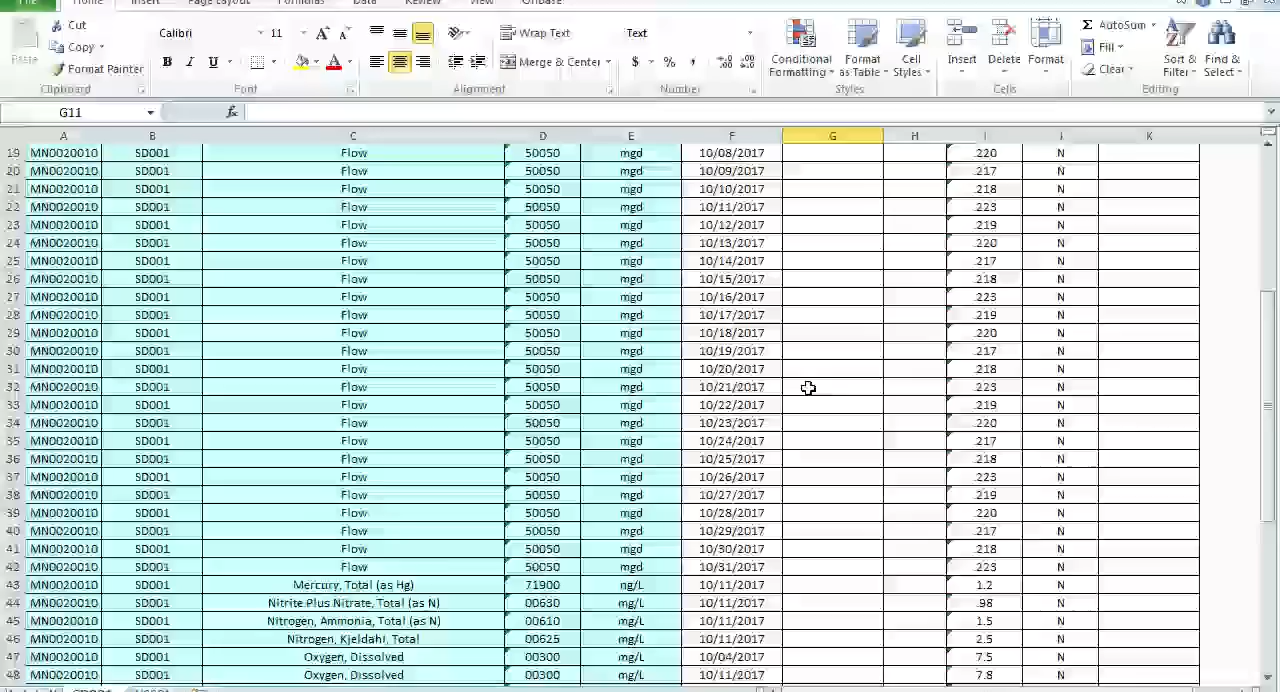 File Home Insert Page Layout Formulas Data Review View OnBase
Cut Calibri 11 Wrap Text Text AutoSum
Copy Fill
Paste Format Painter B I U Merge & Center $ % , Conditional Formatting Format as Table Cell Styles Insert Delete Format Clear Sort & Filter Find & Select
Clipboard Font Alignment Number Styles Cells Editing
G11 fx
A B C D E F G H I J K
19 MN0020010 SD001 Flow 50050 mgd 10/08/2017 .220 N
20 MN0020010 SD001 Flow 50050 mgd 10/09/2017 .217 N
21 MN0020010 SD001 Flow 50050 mgd 10/10/2017 .218 N
22 MN0020010 SD001 Flow 50050 mgd 10/11/2017 .223 N
23 MN0020010 SD001 Flow 50050 mgd 10/12/2017 .219 N
24 MN0020010 SD001 Flow 50050 mgd 10/13/2017 .220 N
25 MN0020010 SD001 Flow 50050 mgd 10/14/2017 .217 N
26 MN0020010 SD001 Flow 50050 mgd 10/15/2017 .218 N
27 MN0020010 SD001 Flow 50050 mgd 10/16/2017 .223 N
28 MN0020010 SD001 Flow 50050 mgd 10/17/2017 .219 N
29 MN0020010 SD001 Flow 50050 mgd 10/18/2017 .220 N
30 MN0020010 SD001 Flow 50050 mgd 10/19/2017 .217 N
31 MN0020010 SD001 Flow 50050 mgd 10/20/2017 .218 N
32 MN0020010 SD001 Flow 50050 mgd 10/21/2017 .223 N
33 MN0020010 SD001 Flow 50050 mgd 10/22/2017 .219 N
34 MN0020010 SD001 Flow 50050 mgd 10/23/2017 .220 N
35 MN0020010 SD001 Flow 50050 mgd 10/24/2017 .217 N
36 MN0020010 SD001 Flow 50050 mgd 10/25/2017 .218 N
37 MN0020010 SD001 Flow 50050 mgd 10/26/2017 .223 N
38 MN0020010 SD001 Flow 50050 mgd 10/27/2017 .219 N
39 MN0020010 SD001 Flow 50050 mgd 10/28/2017 .220 N
40 MN0020010 SD001 Flow 50050 mgd 10/29/2017 .217 N
41 MN0020010 SD001 Flow 50050 mgd 10/30/2017 .218 N
42 MN0020010 SD001 Flow 50050 mgd 10/31/2017 .223 N
43 MN0020010 SD001 Mercury, Total (as Hg) 71900 ng/L 10/11/2017 1.2 N
44 MN0020010 SD001 Nitrite Plus Nitrate, Total (as N) 00630 mg/L 10/11/2017 .98 N
45 MN0020010 SD001 Nitrogen, Ammonia, Total (as N) 00610 mg/L 10/11/2017 1.5 N
46 MN0020010 SD001 Nitrogen, Kjeldahl, Total 00625 mg/L 10/11/2017 2.5 N
47 MN0020010 SD001 Oxygen, Dissolved 00300 mg/L 10/04/2017 7.5 N
48 MN0020010 SD001 Oxygen, Dissolved 00300 mg/L 10/11/2017 7.8 N
SD001